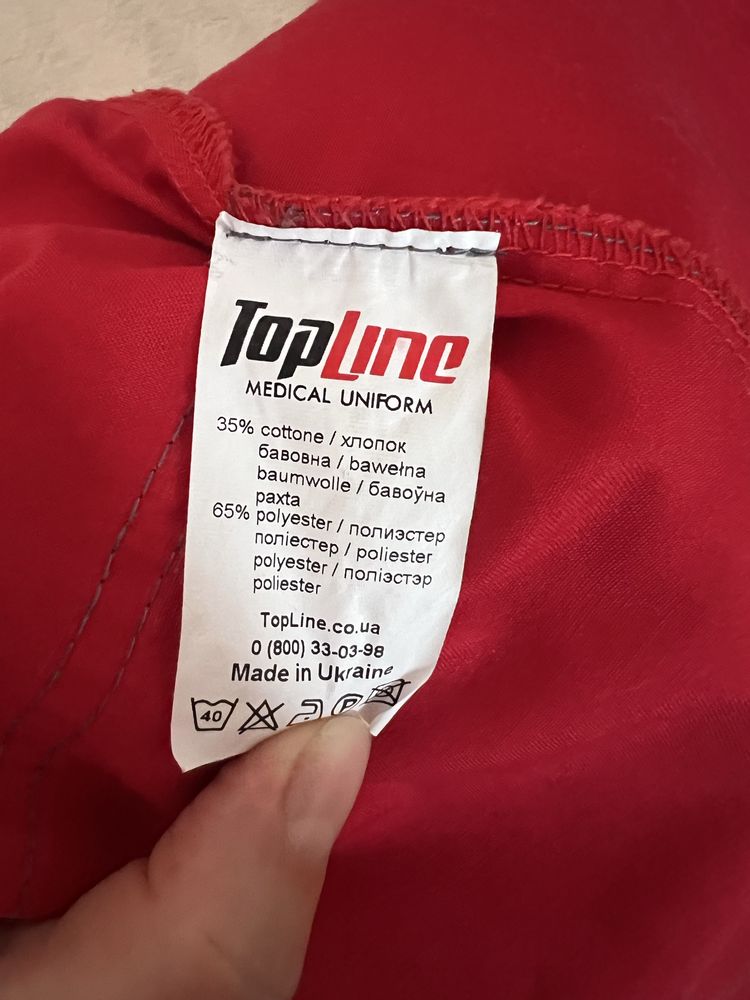 TopLine
MEDICAL UNIFORM
35% cottone / хлопок
бавовна / bawełna
baumwolle / бавоўна
paxta
65% polyester / полиэстер
поліестер / poliester
polyester / поліэстэр
poliester
TopLine.co.ua
0 (800) 33-03-98
Made in Ukraine
40